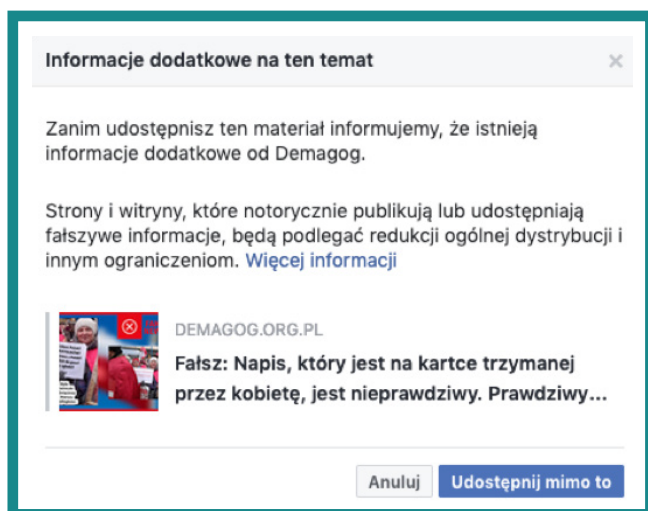 Informacje dodatkowe na ten temat
Zanim udostępnisz ten materiał informujemy, że istnieją
informacje dodatkowe od Demagog.
Strony i witryny, które notorycznie publikują lub udostępniają
fałszywe informacje, będą podlegać redukcji ogólnej dystrybucji i
innym ograniczeniom. Więcej informacji
DEMAGOG.ORG.PL
Fałsz: Napis, który jest na kartce trzymanej
przez kobietę, jest nieprawdziwy. Prawdziwy...
Anuluj
Udostępnij mimo to